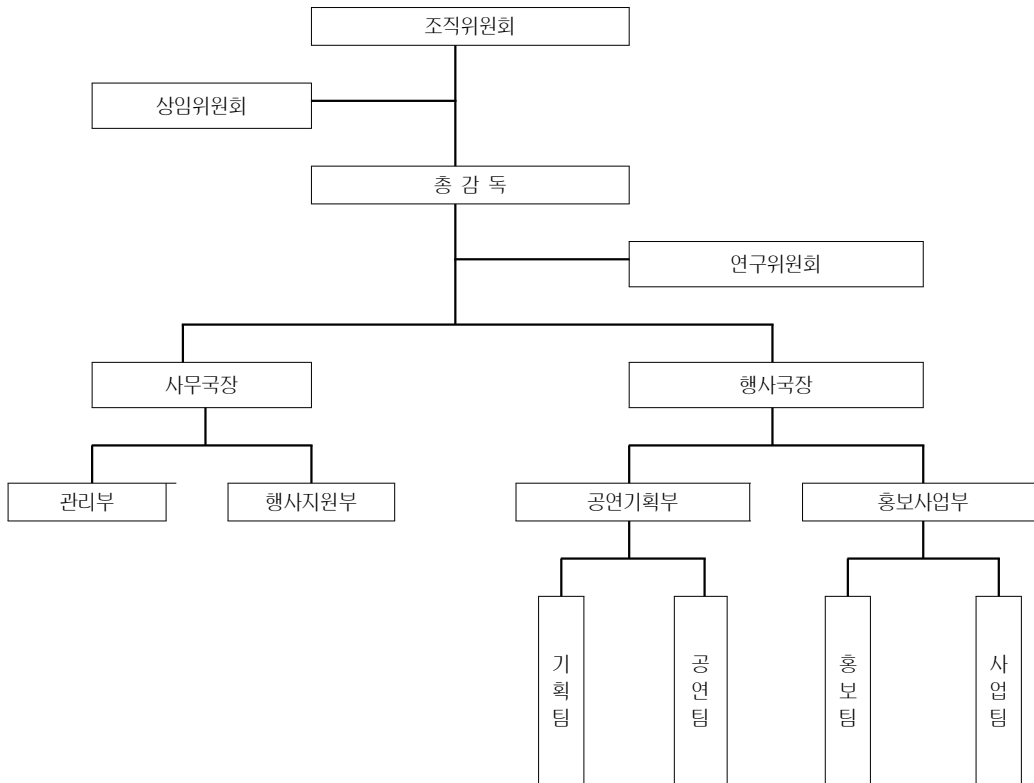 조직위원회
상임위원회
총 감 독
연구위원회
사무국장
행사국장
관리부
행사지원부
공연기획부
홍보사업부
기획팀
공연팀
홍보팀
사업팀